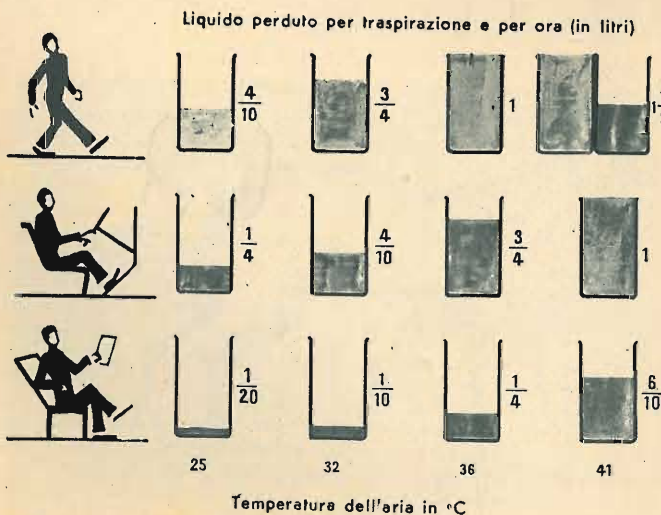 Liquido perduto per traspirazione e per ora (in litri)
4/10 3/4 1 1
1/4 4/10 3/4 1
1/20 1/10 1/4 6/10
25 32 36 41
Temperatura dell'aria in °C